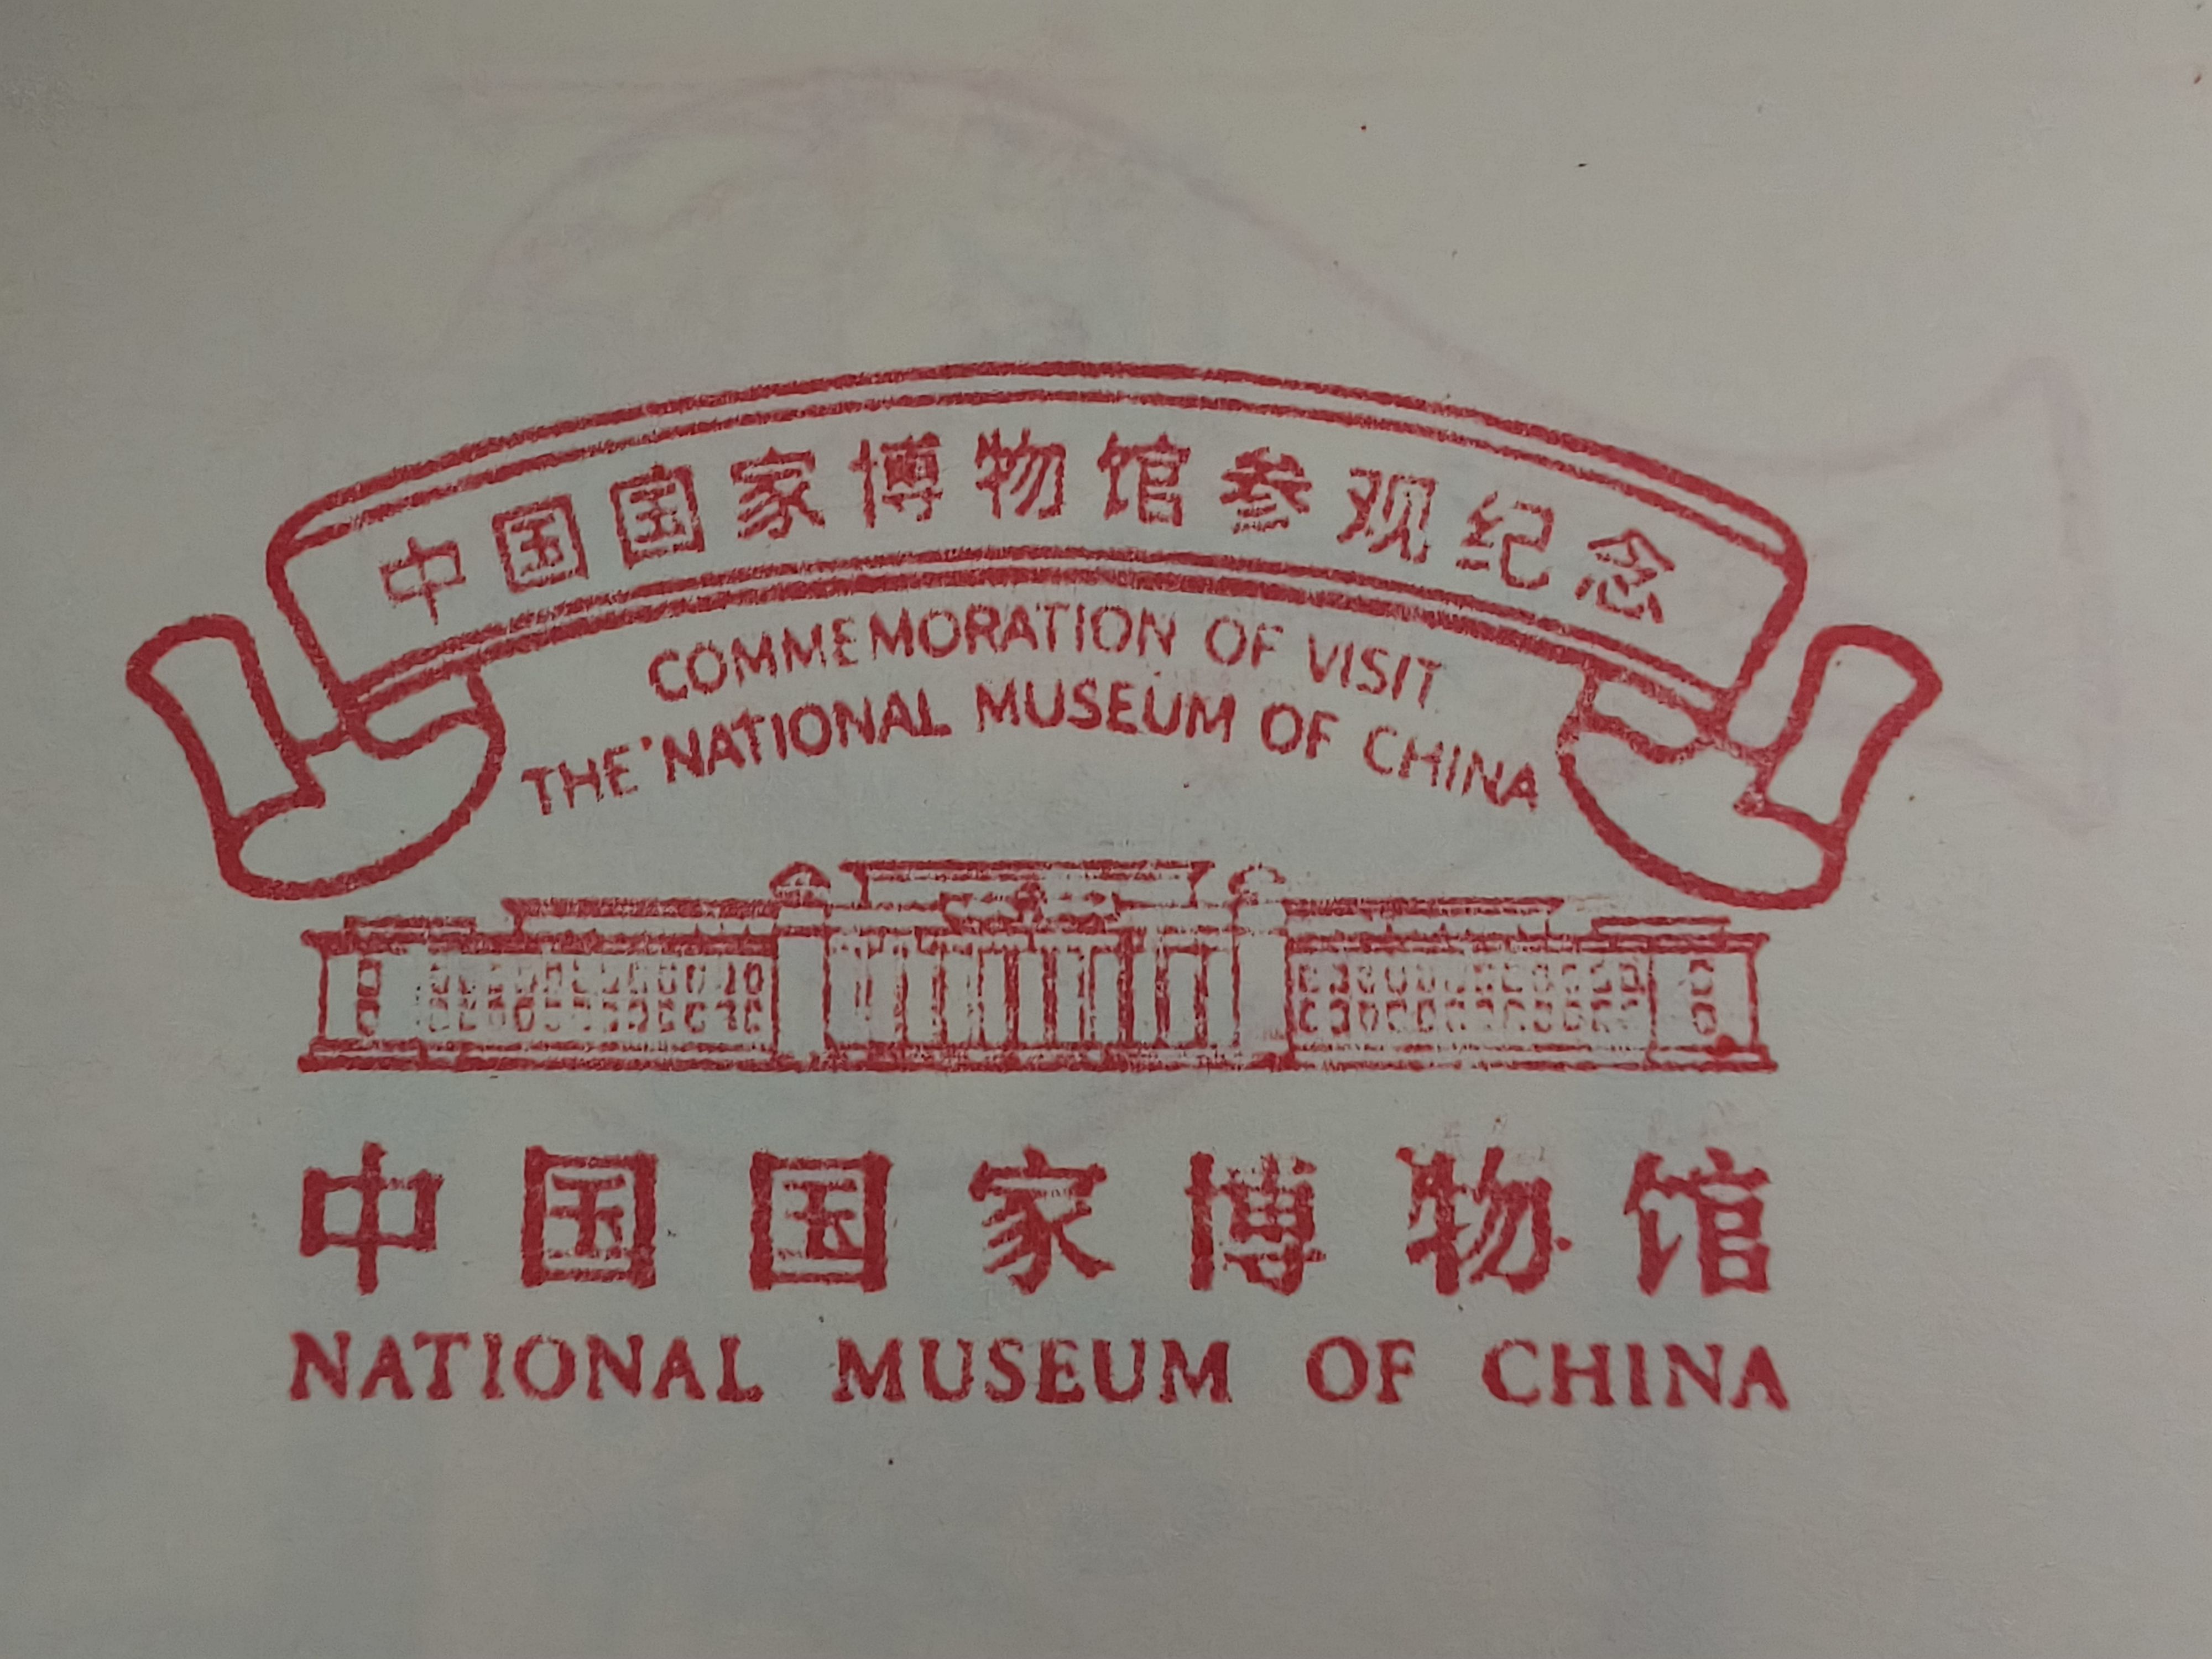 中国国家博物馆参观纪念
COMMEMORATION OF VISIT
THE NATIONAL MUSEUM OF CHINA
中国国家博物馆
NATIONAL MUSEUM OF CHINA